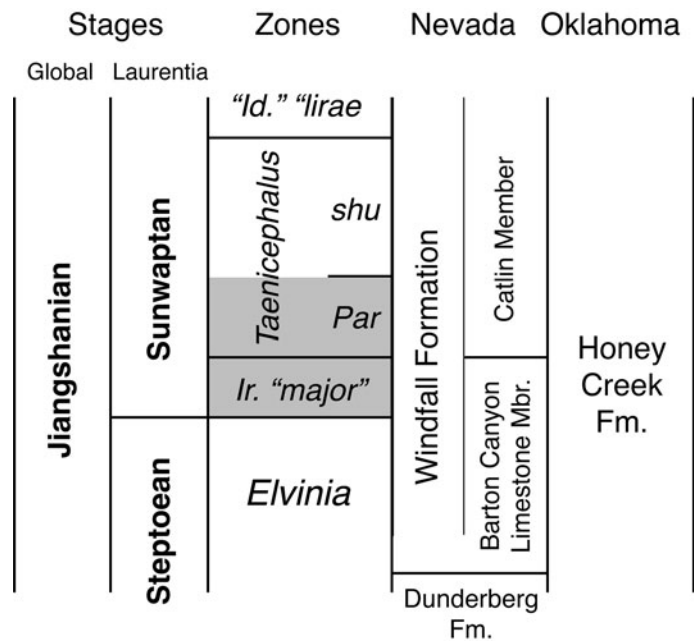 Stages Zones Nevada Oklahoma
Global Laurentia
Jiangshanian
Sunwaptan
Steptoean
“Id.” “lirae
Taenicephalus
shu
Par
Ir. “major”
Elvinia
Windfall Formation
Catlin Member
Barton Canyon
Limestone Mbr.
Dunderberg
Fm.
Honey
Creek
Fm.